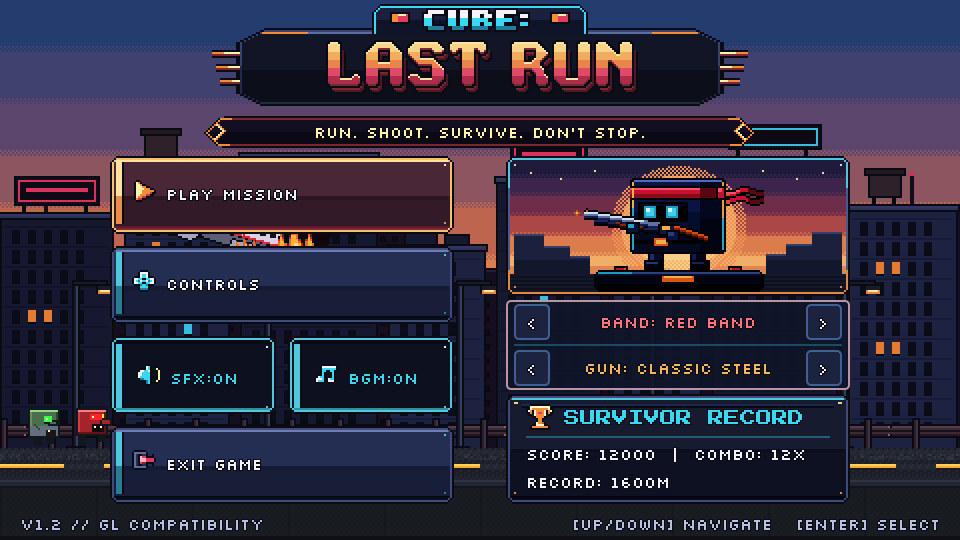 CUBE:
LAST RUN
RUN. SHOOT. SURVIVE. DON'T STOP.
PLAY MISSION
CONTROLS
SFX:ON
BGM:ON
EXIT GAME
< BAND: RED BAND >
< GUN: CLASSIC STEEL >
SURVIVOR RECORD
SCORE: 12000 | COMBO: 12X
RECORD: 1600M
V1.2 // GL COMPATIBILITY
[UP/DOWN] NAVIGATE [ENTER] SELECT